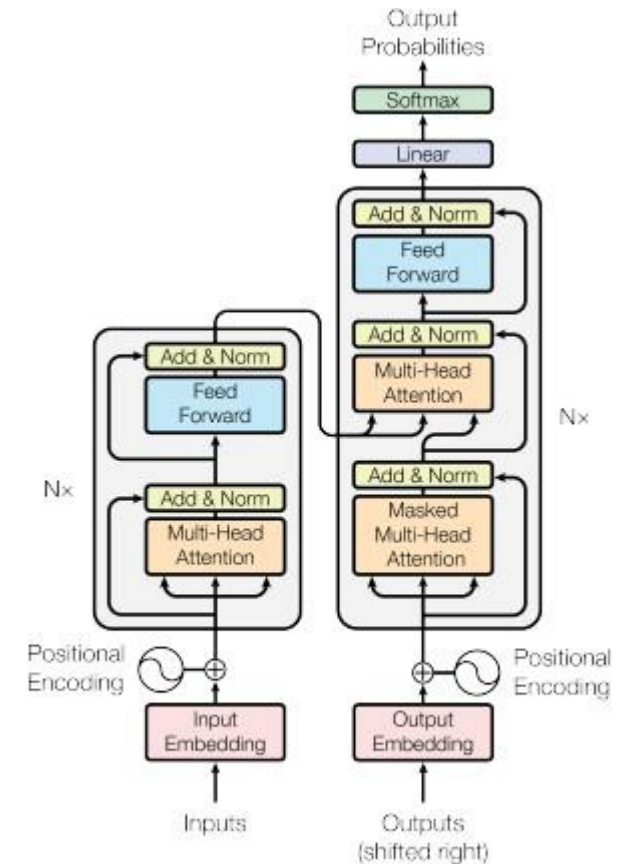 Output
Probabilities
Softmax
Linear
Add & Norm
Feed
Forward
Add & Norm
Multi-Head
Attention
Add & Norm
Masked
Multi-Head
Attention
Nx
Add & Norm
Feed
Forward
Add & Norm
Multi-Head
Attention
Nx
Positional
Encoding
Positional
Encoding
Input
Embedding
Output
Embedding
Inputs
Outputs
(shifted right)